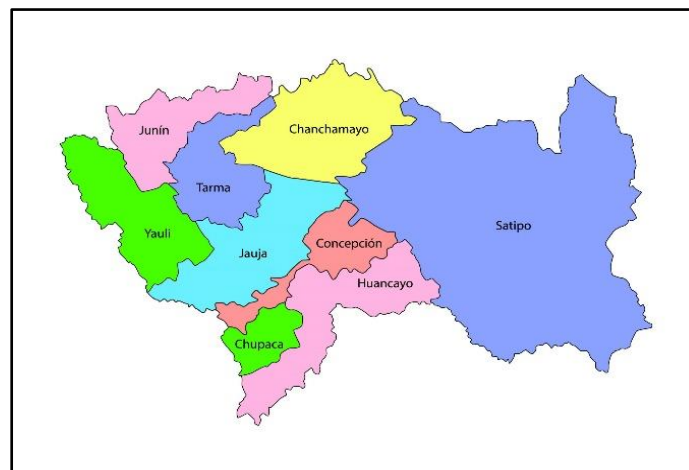 Junín
Chanchamayo
Tarma
Satipo
Yauli
Jauja
Concepción
Huancayo
Chupaca